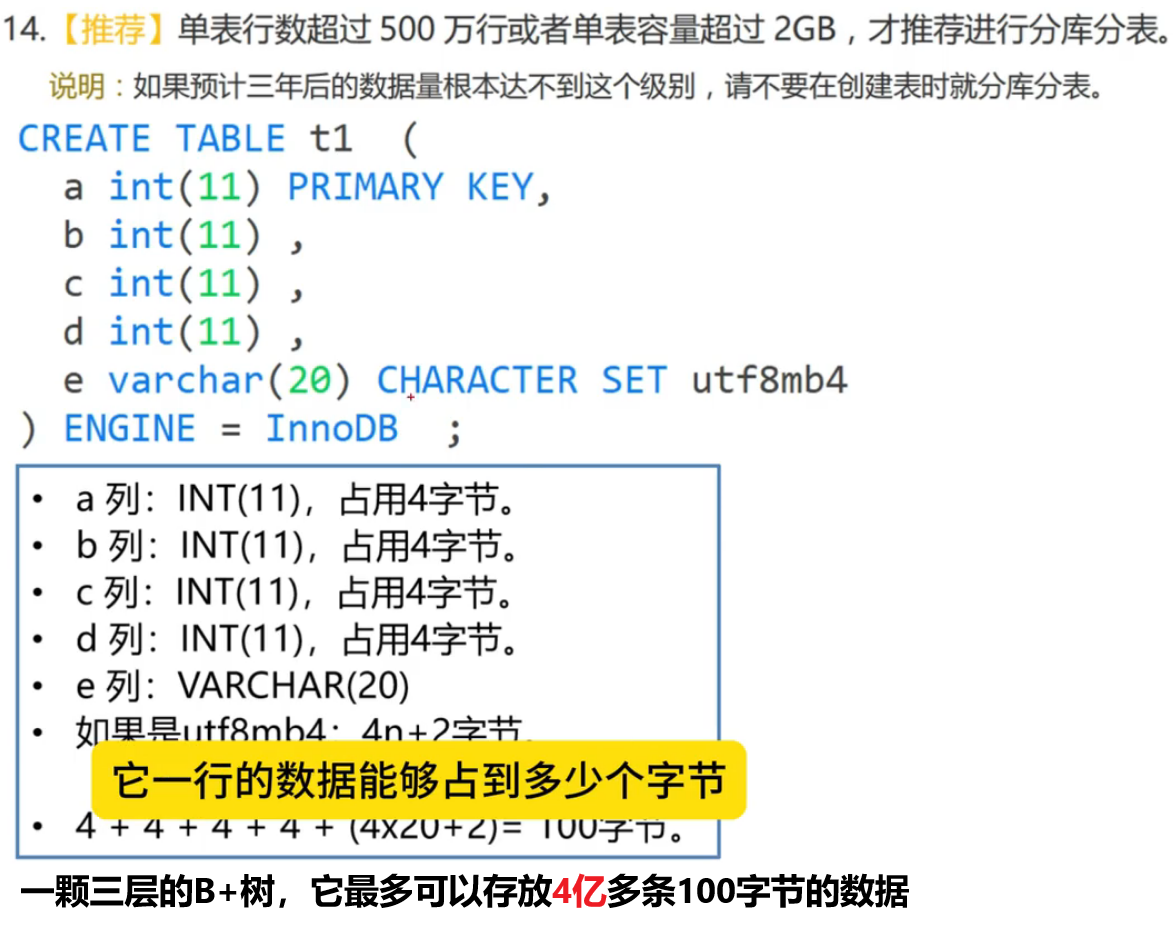 14.【推荐】单表行数超过 500 万行或者单表容量超过 2GB，才推荐进行分库分表。
说明：如果预计三年后的数据量根本达不到这个级别，请不要在创建表时就分库分表。
CREATE TABLE t1 (
a int(11) PRIMARY KEY,
b int(11) ,
c int(11) ,
d int(11) ,
e varchar(20) CHARACTER SET utf8mb4
) ENGINE = InnoDB ;
• a 列：INT(11)，占用4字节。
• b 列：INT(11)，占用4字节。
• c 列：INT(11)，占用4字节。
• d 列：INT(11)，占用4字节。
• e 列：VARCHAR(20)
• 如果是utf8mb4：4n+2字节。
它一行的数据能够占到多少个字节
• 4 + 4 + 4 + 4 + (4x20+2)= 100字节。
一颗三层的B+树，它最多可以存放4亿多条100字节的数据